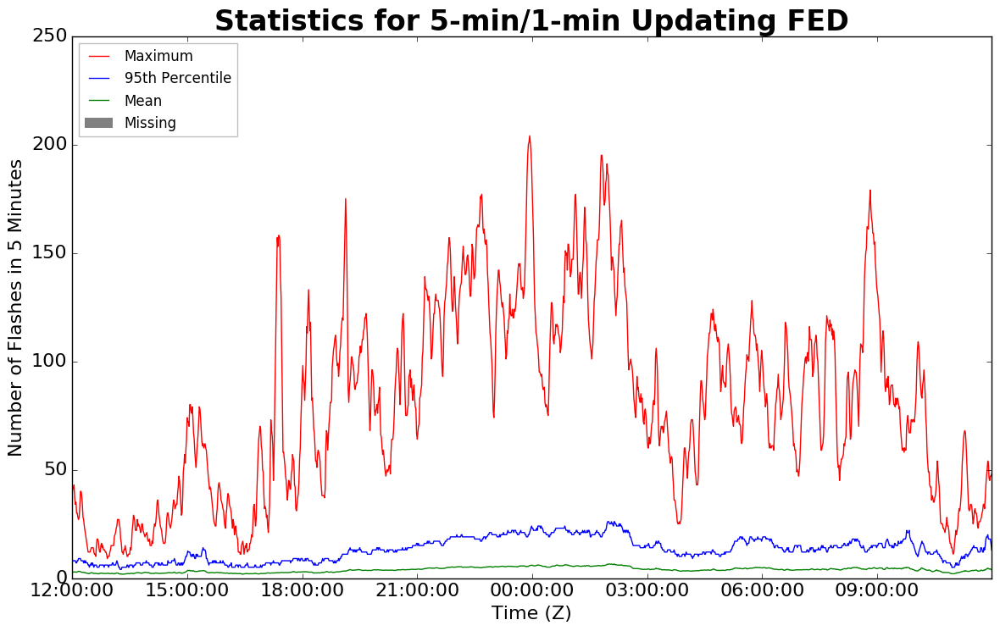 Statistics for 5-min/1-min Updating FED
250
200
150
100
50
0
Number of Flashes in 5 Minutes
Maximum
95th Percentile
Mean
Missing
12:00:00
15:00:00
18:00:00
21:00:00
00:00:00
03:00:00
06:00:00
09:00:00
Time (Z)